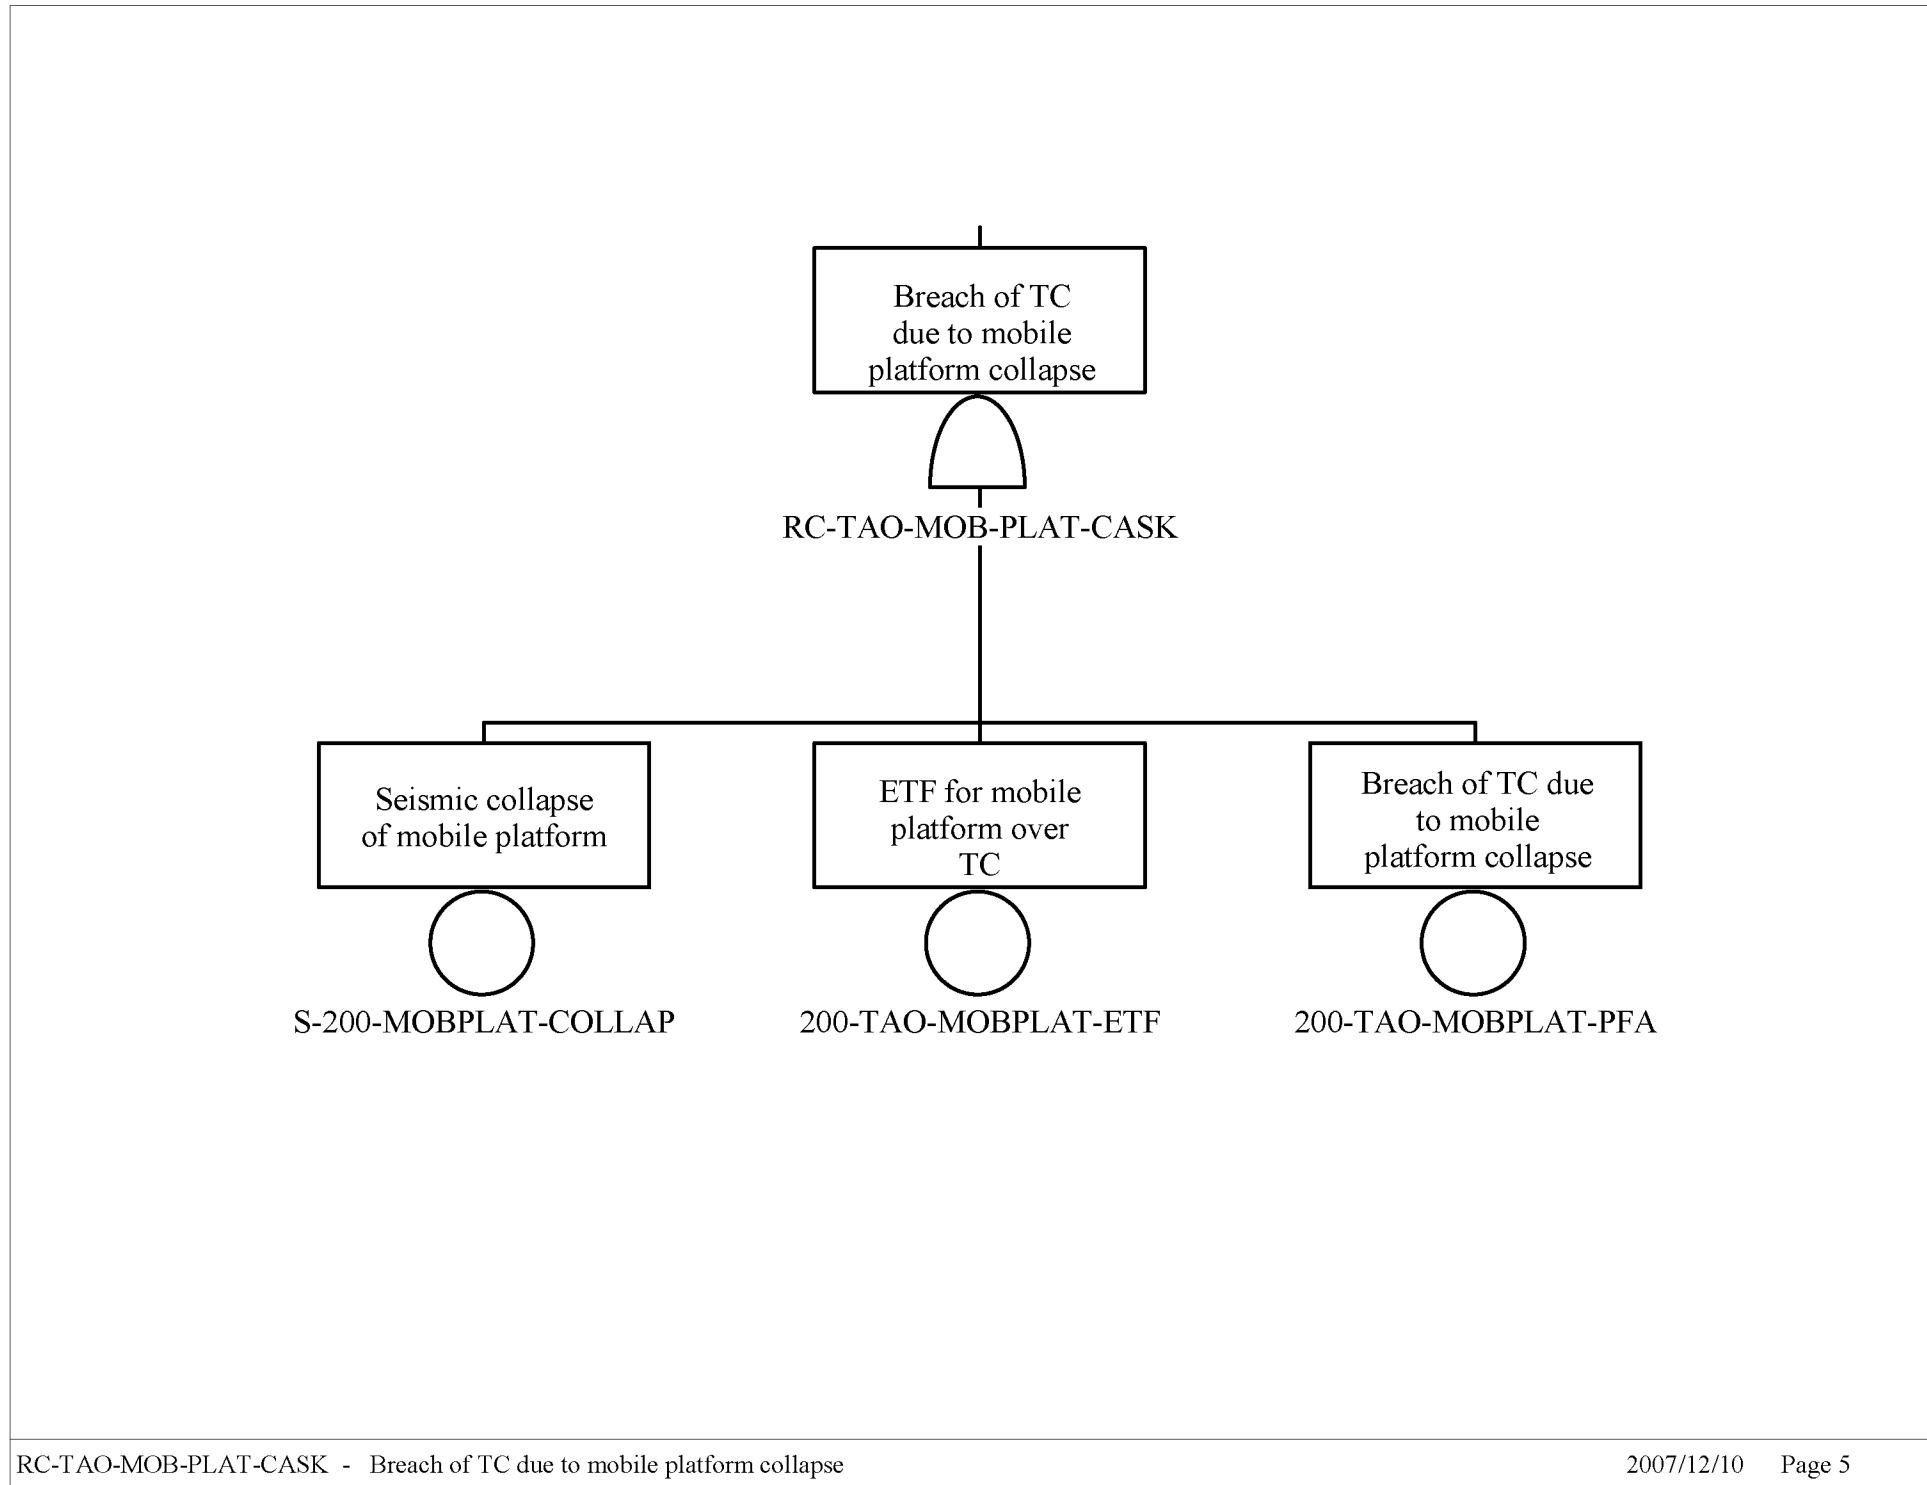 Breach of TC
due to mobile
platform collapse
RC-TAO-MOB-PLAT-CASK
Seismic collapse
of mobile platform
S-200-MOBPLAT-COLLAP
ETF for mobile
platform over
TC
200-TAO-MOBPLAT-ETF
Breach of TC due
to mobile
platform collapse
200-TAO-MOBPLAT-PFA
RC-TAO-MOB-PLAT-CASK - Breach of TC due to mobile platform collapse
2007/12/10 Page 5